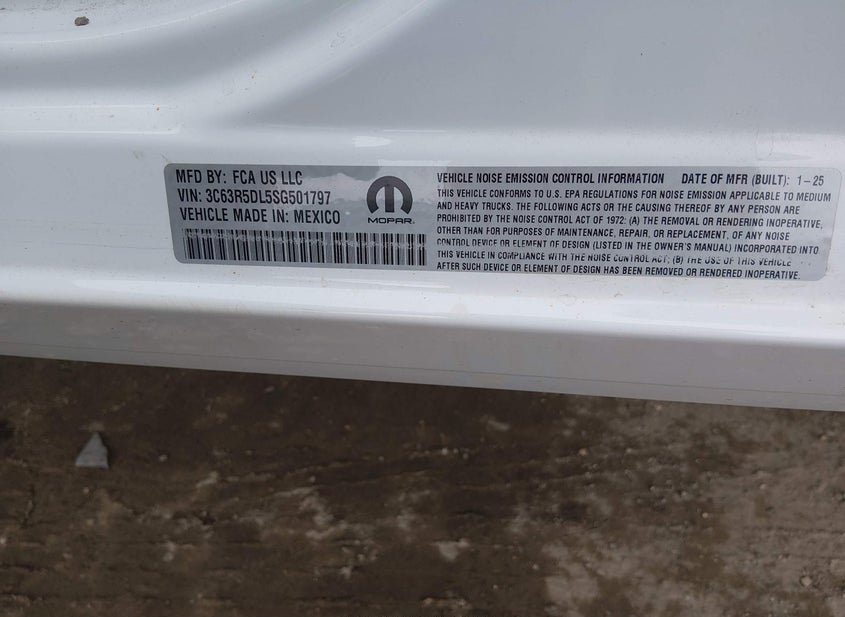 MFD BY: FCA US LLC
VIN: 3C63R5DL5SG501797
VEHICLE MADE IN: MEXICO
MOPAR
VEHICLE NOISE EMISSION CONTROL INFORMATION DATE OF MFR (BUILT): 1-25
THIS VEHICLE CONFORMS TO U.S. EPA REGULATIONS FOR NOISE EMISSION APPLICABLE TO MEDIUM
AND HEAVY TRUCKS. THE FOLLOWING ACTS OR THE CAUSING THEREOF BY ANY PERSON ARE
PROHIBITED BY THE NOISE CONTROL ACT OF 1972: (A) THE REMOVAL OR RENDERING INOPERATIVE,
OTHER THAN FOR PURPOSES OF MAINTENANCE, REPAIR, OR REPLACEMENT, OF ANY NOISE
CONTROL DEVICE OR ELEMENT OF DESIGN (LISTED IN THE OWNER'S MANUAL) INCORPORATED INTO
THIS VEHICLE IN COMPLIANCE WITH THE NOISE CONTROL ACT; (B) THE USE OF THIS VEHICLE
AFTER SUCH DEVICE OR ELEMENT OF DESIGN HAS BEEN REMOVED OR RENDERED INOPERATIVE.